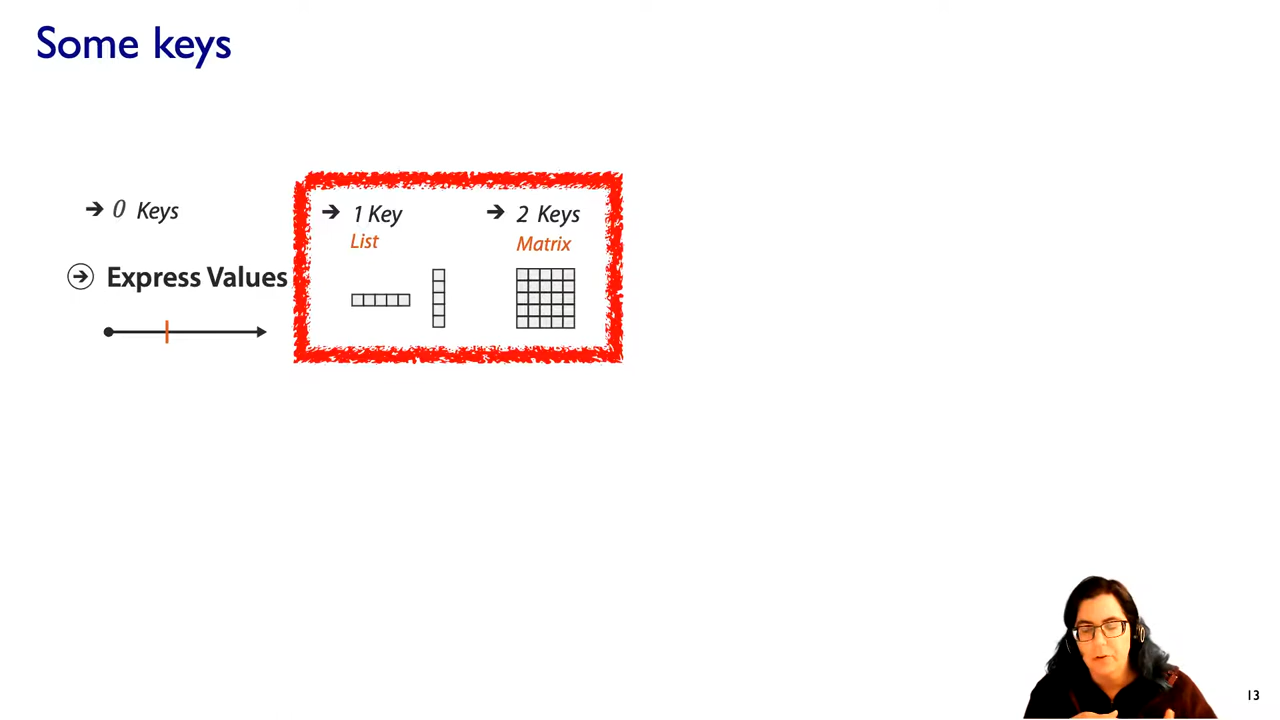 Some keys
➔ 0 Keys
➔ Express Values
➔ 1 Key
List
➔ 2 Keys
Matrix
13